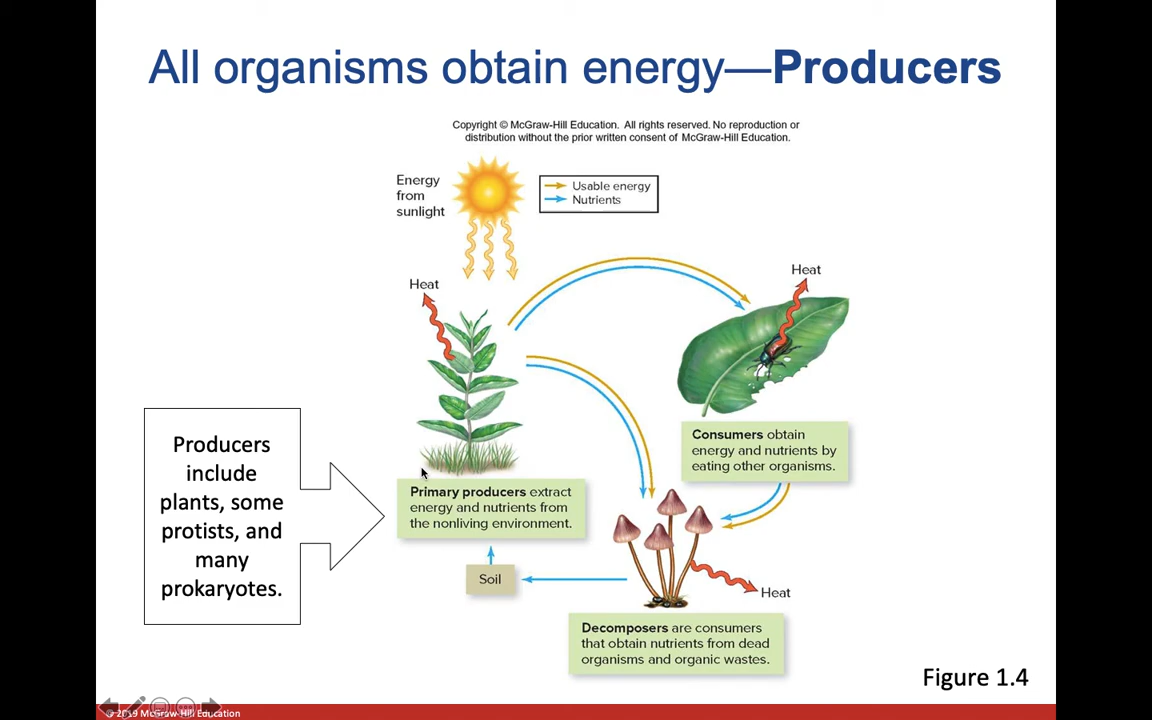 All organisms obtain energy—Producers
Copyright © McGraw-Hill Education. All rights reserved. No reproduction or
distribution without the prior written consent of McGraw-Hill Education.
Energy
from
sunlight
Usable energy
Nutrients
Heat
Heat
Producers
include
plants, some
protists, and
many
prokaryotes.
Consumers obtain
energy and nutrients by
eating other organisms.
Primary producers extract
energy and nutrients from
the nonliving environment.
Soil
Heat
Decomposers are consumers
that obtain nutrients from dead
organisms and organic wastes.
Figure 1.4
© 2019 McGraw-Hill Education